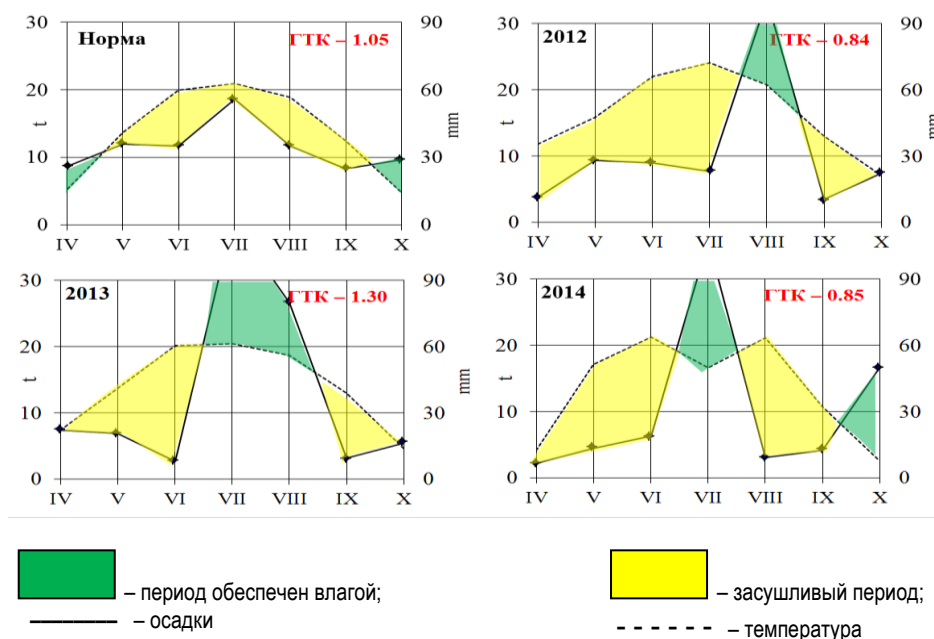 Норма
ГТК – 1.05
30
20
10
0
t
90
60
30
0
mm
IV V VI VII VIII IX X
2012
ГТК – 0.84
30
20
10
0
t
90
60
30
0
mm
IV V VI VII VIII IX X
2013
ГТК – 1.30
30
20
10
0
t
90
60
30
0
mm
IV V VI VII VIII IX X
2014
ГТК – 0.85
30
20
10
0
t
90
60
30
0
mm
IV V VI VII VIII IX X
– период обеспечен влагой;
– засушливый период;
– осадки
– температура